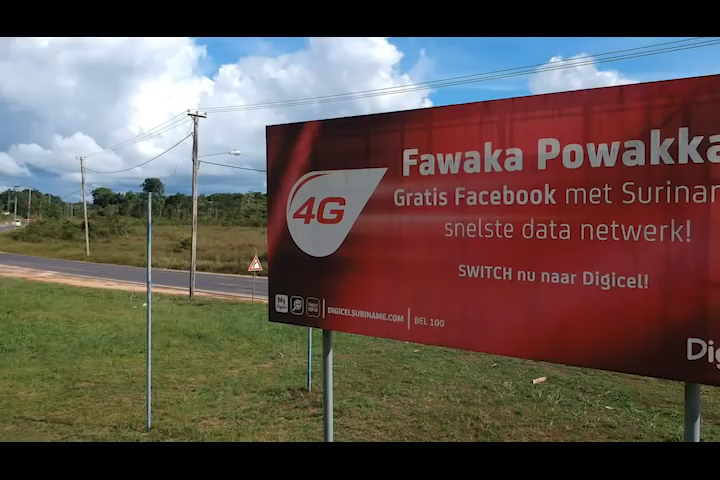 Fawaka Powakka
4G
Gratis Facebook met Surinam
snelste data netwerk!
SWITCH nu naar Digicel!
My
DIGICELSURINAME.COM
BEL 100
Dig